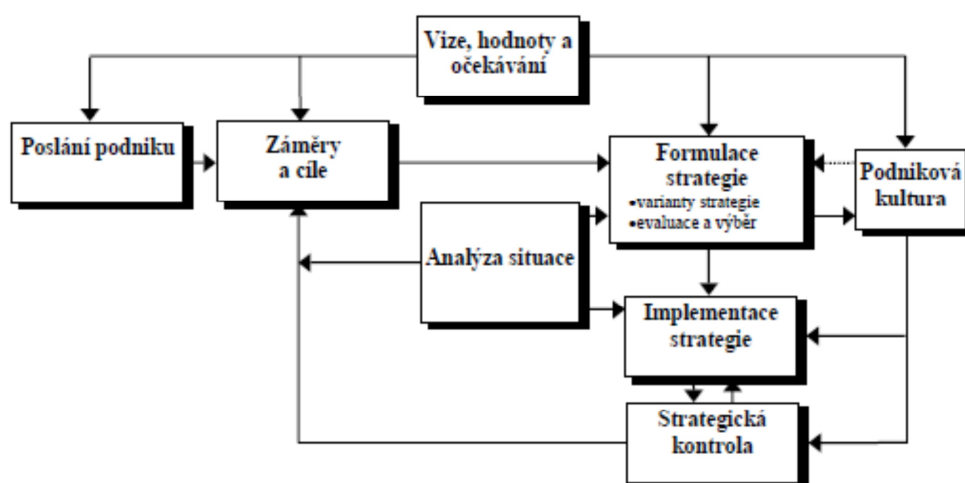 Vize, hodnoty a
očekávání
Poslání podniku
Záměry
a cíle
Formulace
strategie
•varianty strategie
•evaluace a výběr
Podniková
kultura
Analýza situace
Implementace
strategie
Strategická
kontrola